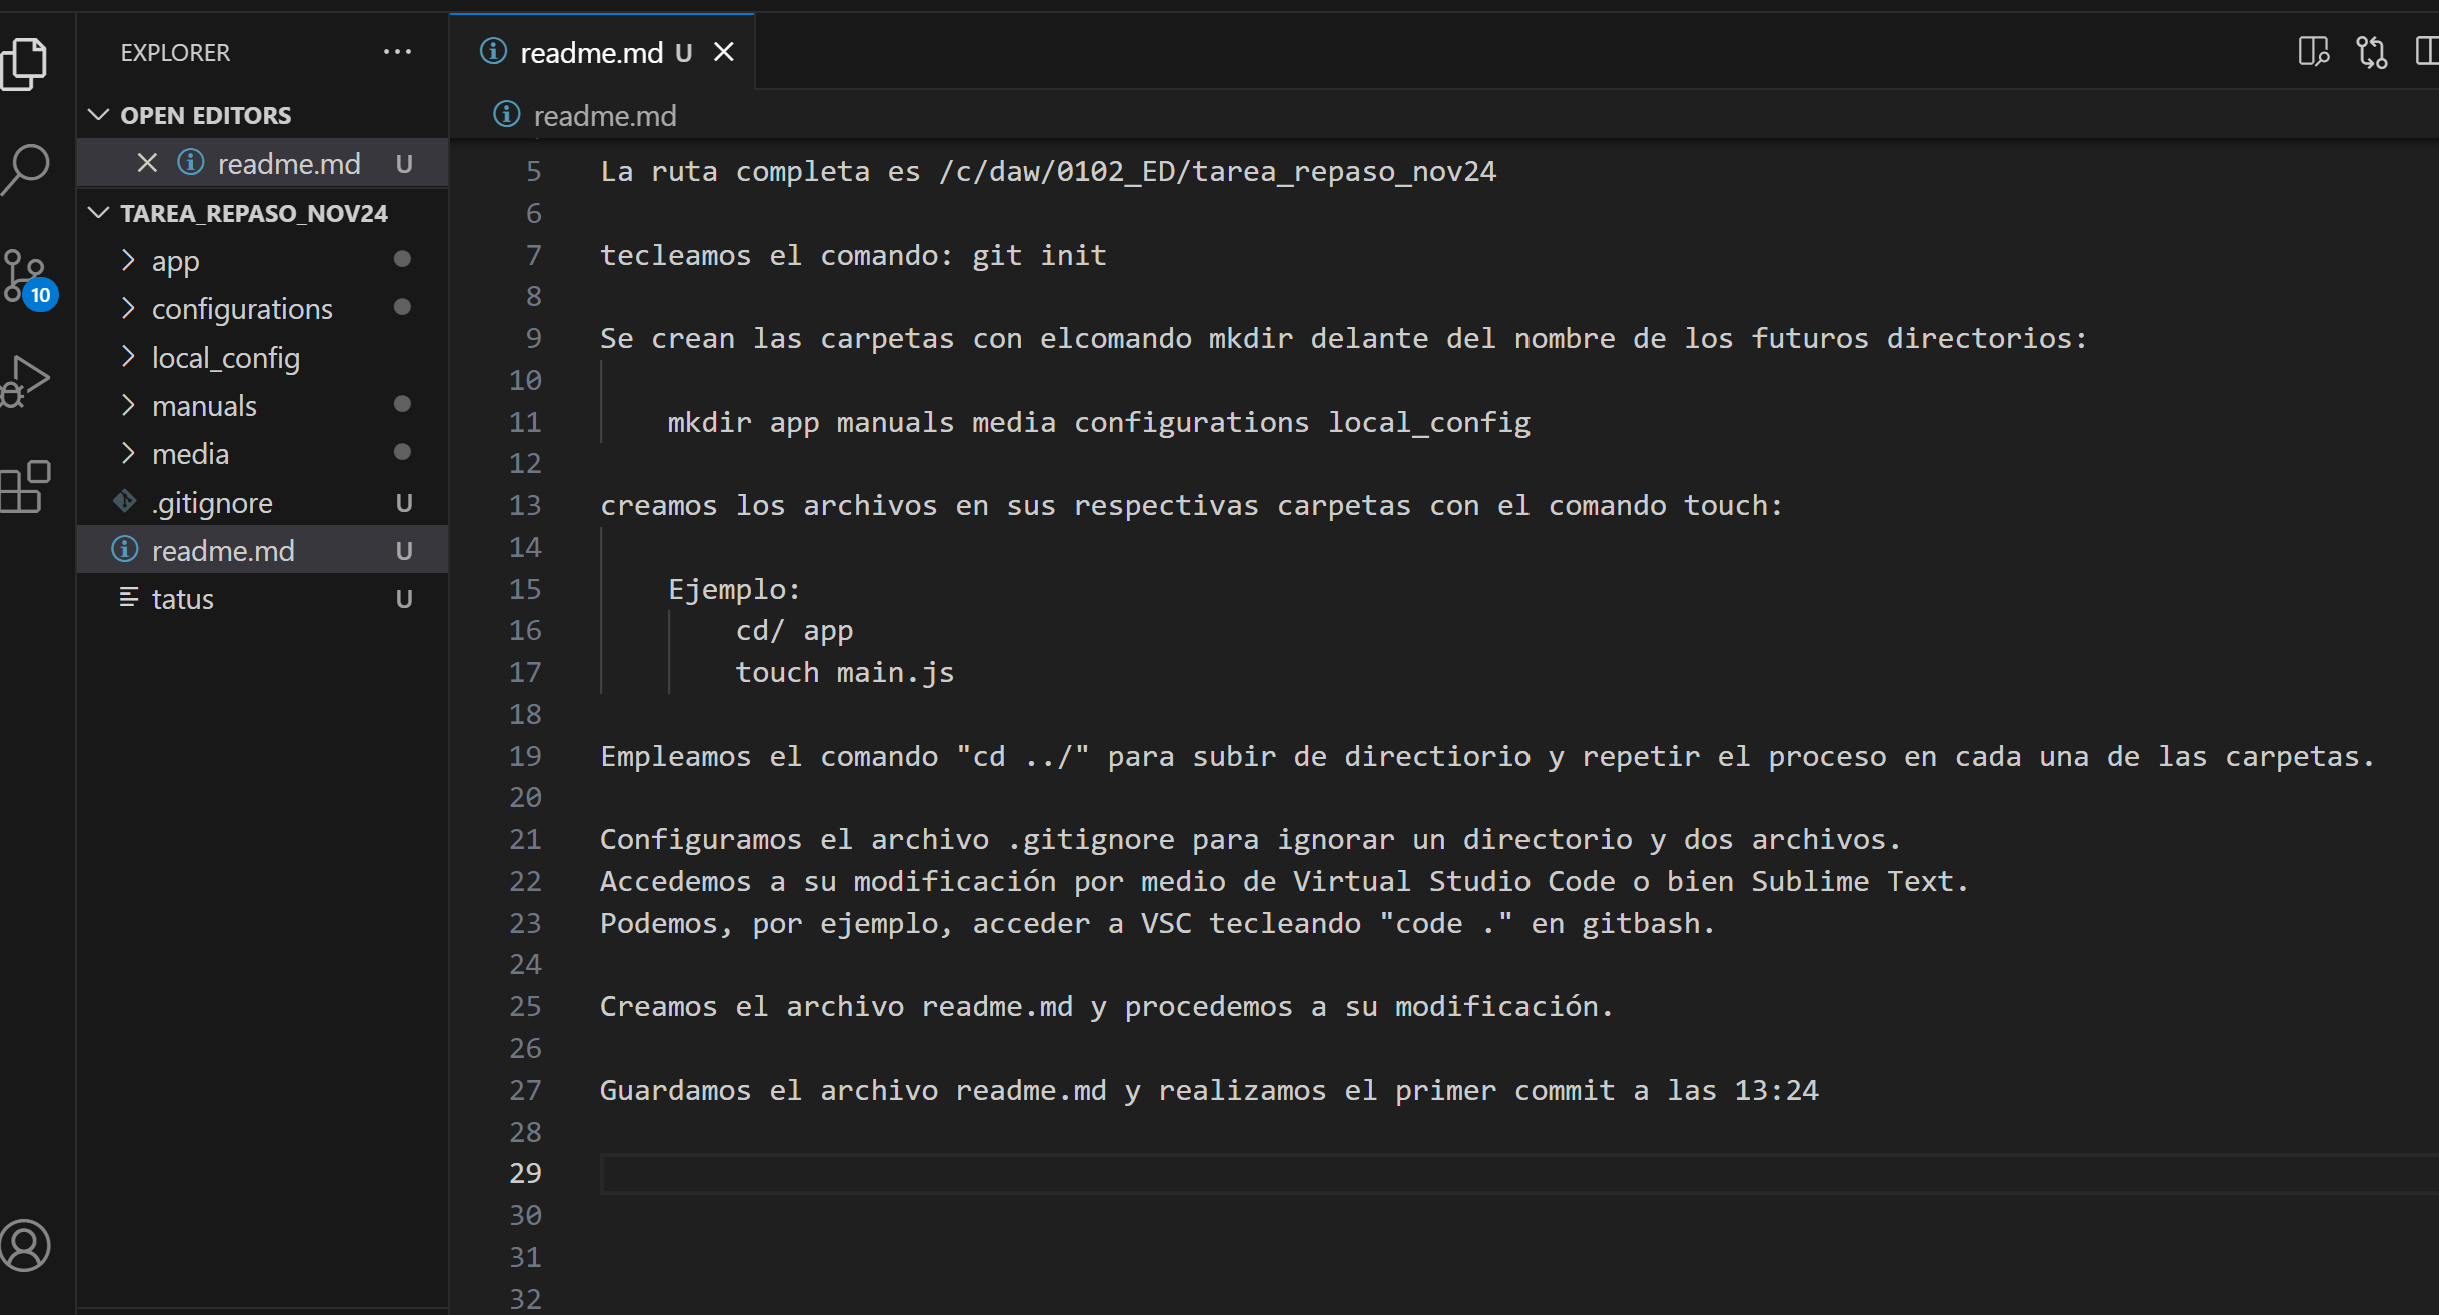 EXPLORER
OPEN EDITORS
readme.md U
TAREA_REPASO_NOV24
app
configurations
local_config
manuals
media
.gitignore U
readme.md U
tatus U
10
readme.md U
readme.md
5 La ruta completa es /c/daw/0102_ED/tarea_repaso_nov24
6
7 tecleamos el comando: git init
8
9 Se crean las carpetas con elcomando mkdir delante del nombre de los futuros directorios:
10
11 mkdir app manuals media configurations local_config
12
13 creamos los archivos en sus respectivas carpetas con el comando touch:
14
15 Ejemplo:
16 cd/ app
17 touch main.js
18
19 Empleamos el comando "cd ../" para subir de directiorio y repetir el proceso en cada una de las carpetas.
20
21 Configuramos el archivo .gitignore para ignorar un directorio y dos archivos.
22 Accedemos a su modificación por medio de Virtual Studio Code o bien Sublime Text.
23 Podemos, por ejemplo, acceder a VSC tecleando "code ." en gitbash.
24
25 Creamos el archivo readme.md y procedemos a su modificación.
26
27 Guardamos el archivo readme.md y realizamos el primer commit a las 13:24
28
29
30
31
32